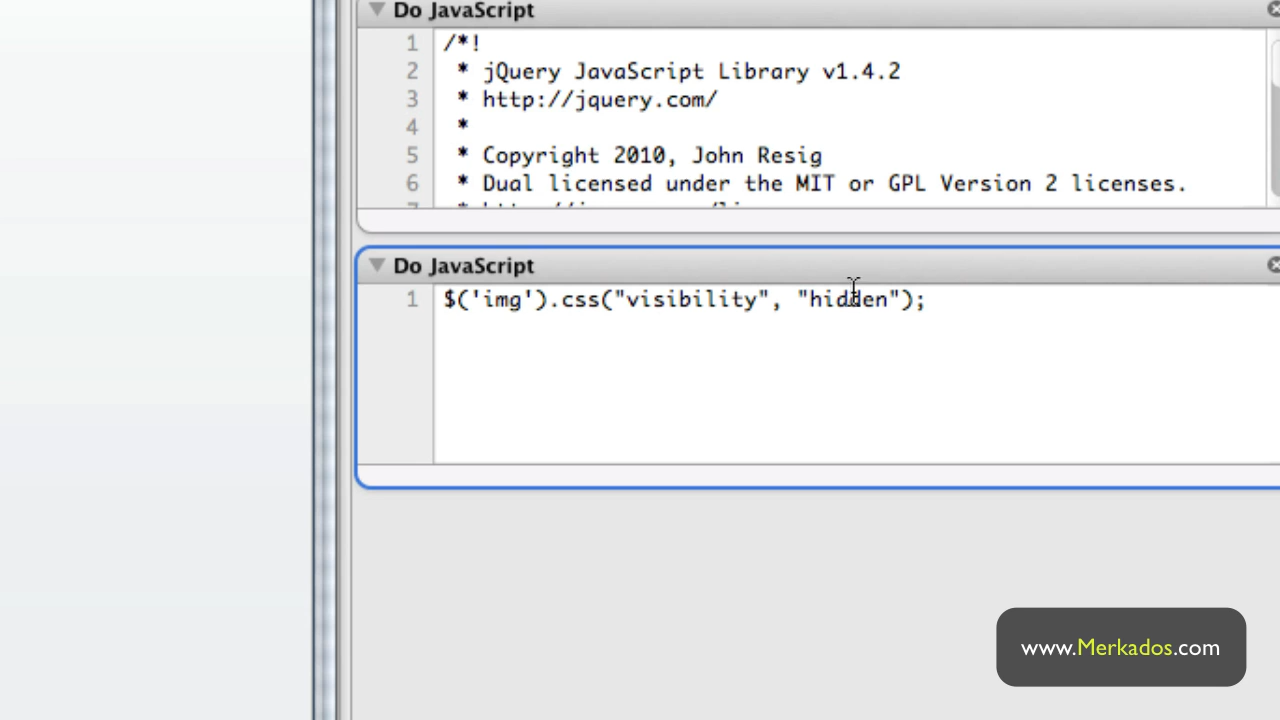 Do JavaScript
1 /*!
2 * jQuery JavaScript Library v1.4.2
3 * http://jquery.com/
4 *
5 * Copyright 2010, John Resig
6 * Dual licensed under the MIT or GPL Version 2 licenses.
Do JavaScript
1 $('img').css("visibility", "hidden");
www.Merkados.com